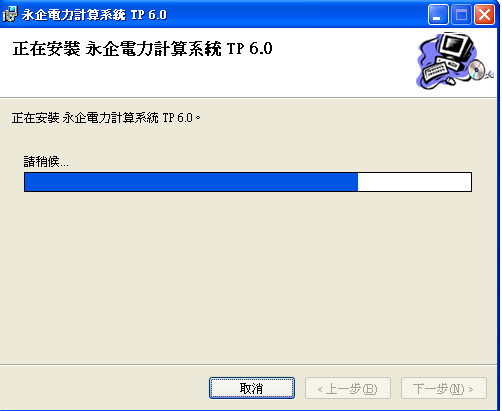 永企電力計算系統 TP 6.0
正在安裝 永企電力計算系統 TP 6.0
正在安裝 永企電力計算系統 TP 6.0。
請稍候...
取消
< 上一步(B)
下一步(N) >